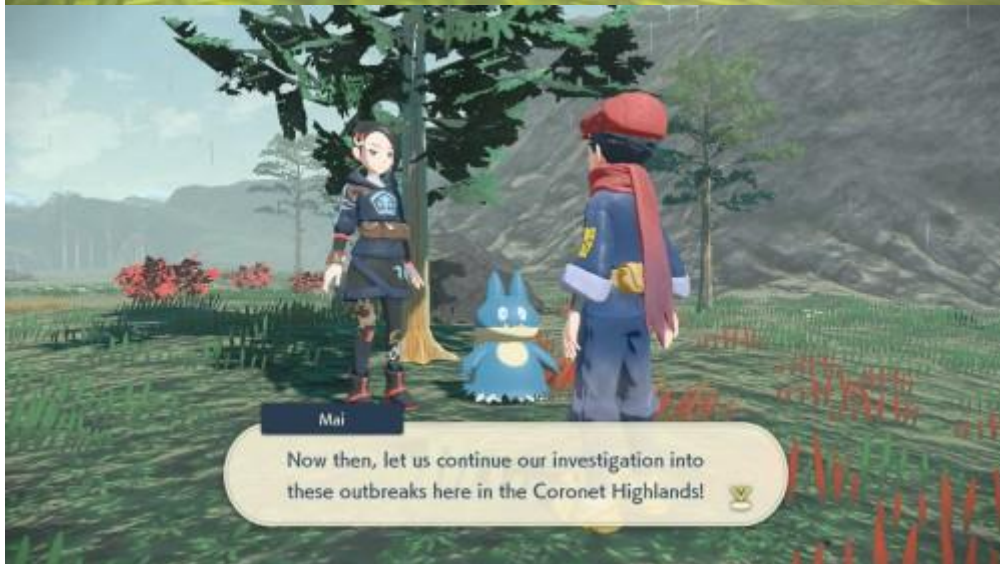 Mai
Now then, let us continue our investigation into
these outbreaks here in the Coronet Highlands!